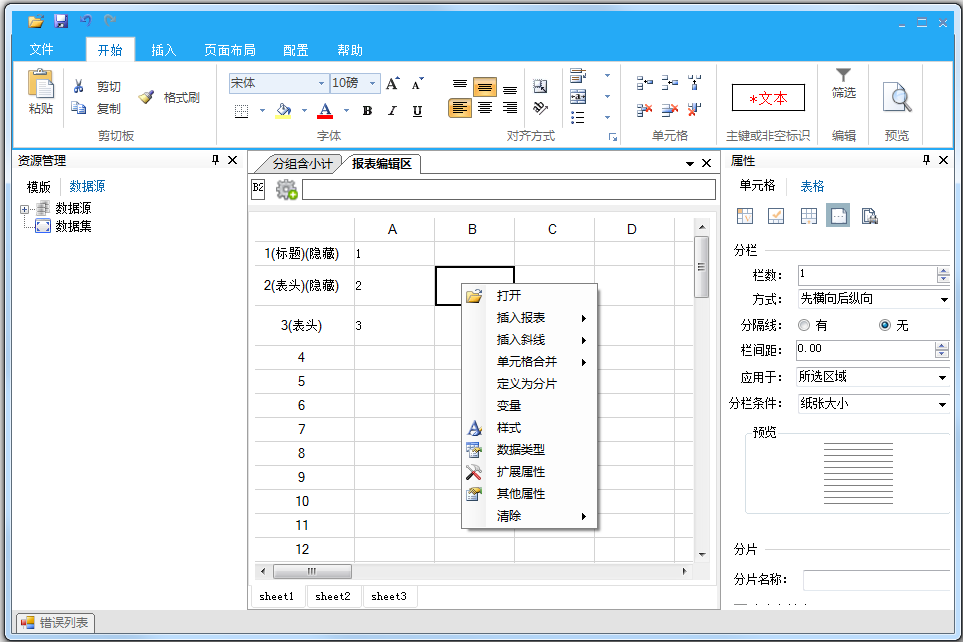 文件 开始 插入 页面布局 配置 帮助
粘贴 剪切 复制 格式刷
宋体 10磅
A A
B I U
*文本
筛选
剪贴板 字体 对齐方式 单元格 主键或非空标识 编辑 预览
资源管理
模版 数据源
数据源
数据集
分组含小计 报表编辑区
B2
A B C D
1(标题)(隐藏) 1
2(表头)(隐藏) 2
3(表头) 3
4
5
6
7
8
9
10
11
12
打开
插入报表
插入斜线
单元格合并
定义为分片
变量
样式
数据类型
扩展属性
其他属性
清除
sheet1 sheet2 sheet3
属性
单元格 表格
分栏
栏数: 1
方式: 先横向后纵向
分隔线: 有 无
栏间距: 0.00
应用于: 所选区域
分栏条件: 纸张大小
预览
分片
分片名称:
错误列表